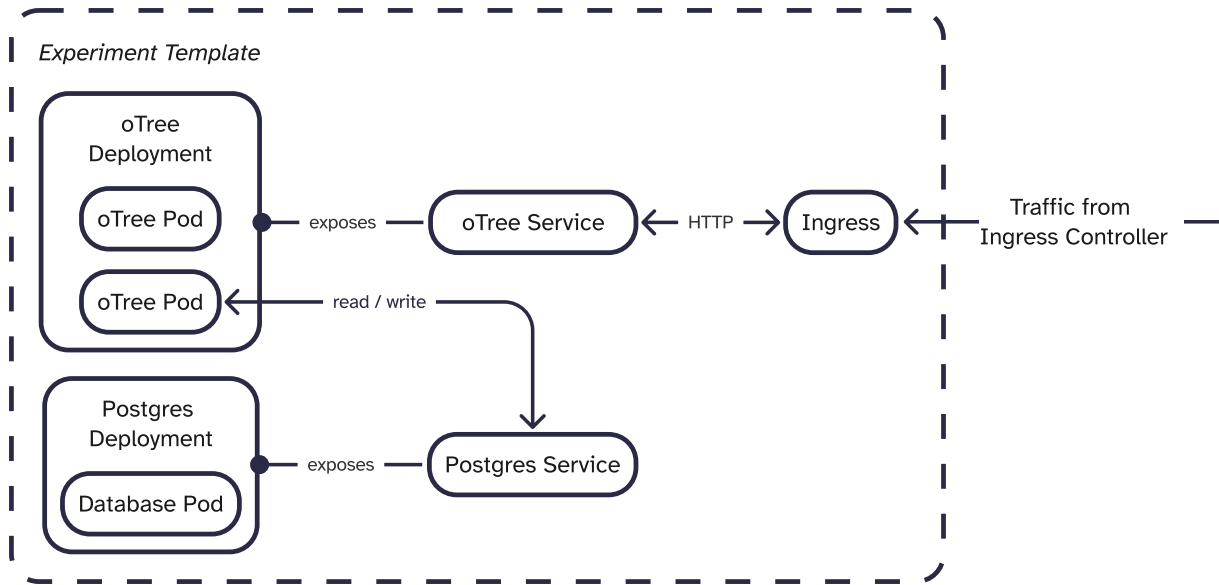 Experiment Template
oTree
Deployment
oTree Pod
exposes
oTree Service
HTTP
Ingress
Traffic from
Ingress Controller
oTree Pod
read / write
Postgres
Deployment
Database Pod
exposes
Postgres Service